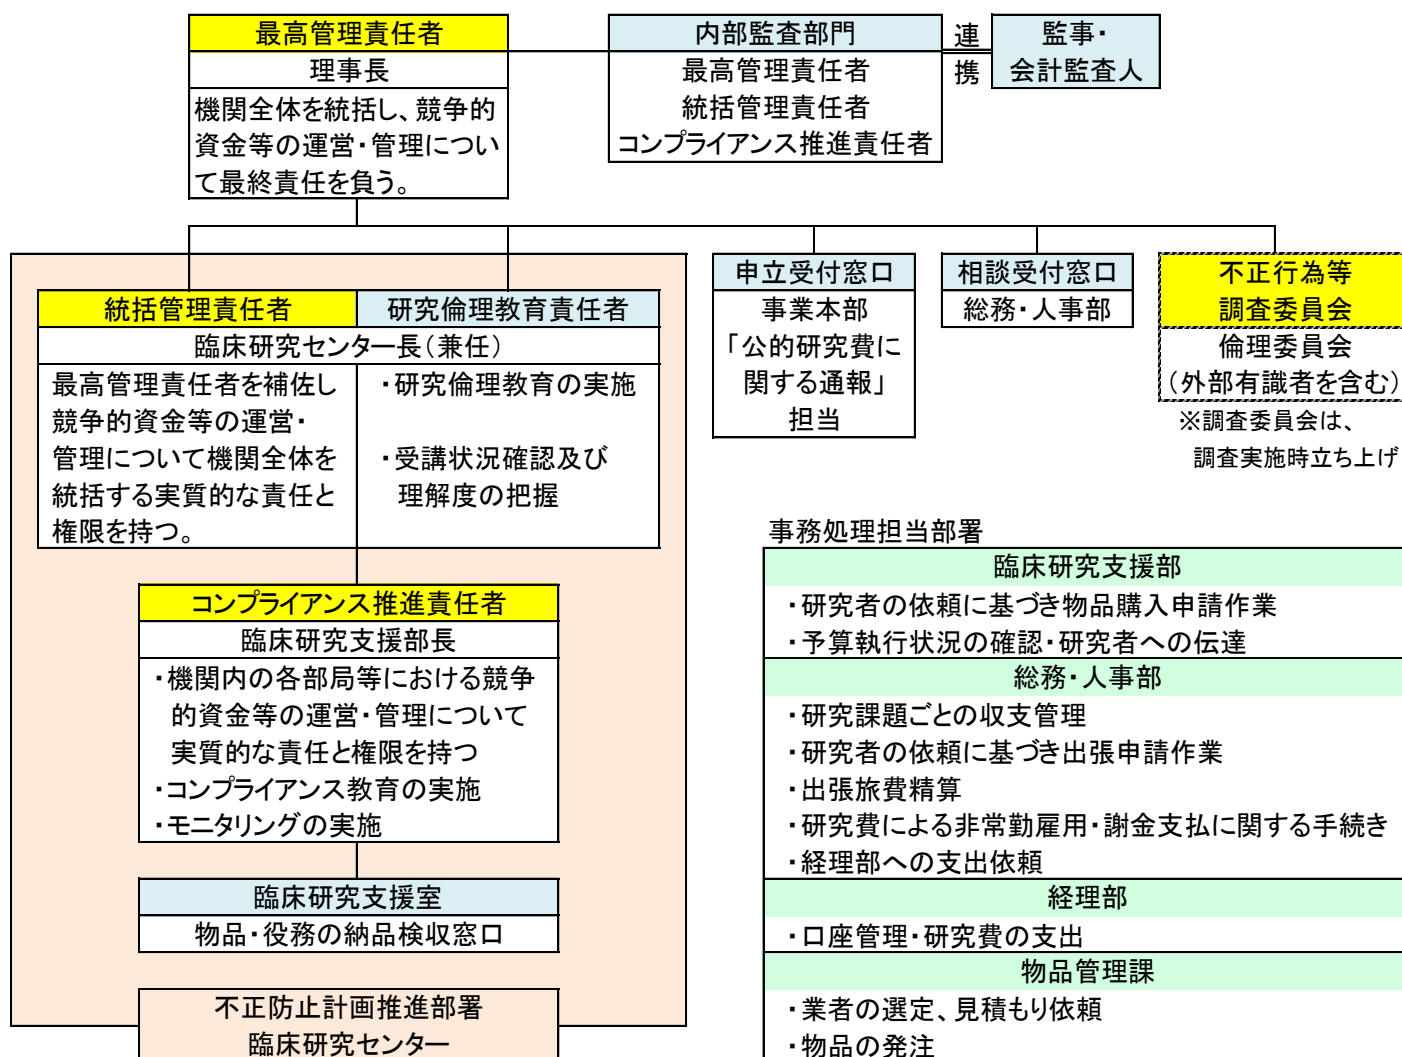 最高管理責任者
理事長
機関全体を統括し、競争的
資金等の運営・管理につい
て最終責任を負う。
内部監査部門
最高管理責任者
統括管理責任者
コンプライアンス推進責任者
連
携
監事・
会計監査人
統括管理責任者
研究倫理教育責任者
臨床研究センター長（兼任）
最高管理責任者を補佐し
競争的資金等の運営・
管理について機関全体を
統括する実質的な責任と
権限を持つ。
・研究倫理教育の実施
・受講状況確認及び
理解度の把握
申立受付窓口
事業本部
「公的研究費に
関する通報」
担当
相談受付窓口
総務・人事部
不正行為等
調査委員会
倫理委員会
（外部有識者を含む）
※調査委員会は、
調査実施時立ち上げ
コンプライアンス推進責任者
臨床研究支援部長
・機関内の各部局等における競争
的資金等の運営・管理について
実質的な責任と権限を持つ
・コンプライアンス教育の実施
・モニタリングの実施
臨床研究支援室
物品・役務の納品検収窓口
不正防止計画推進部署
臨床研究センター
事務処理担当部署
臨床研究支援部
・研究者の依頼に基づき物品購入申請作業
・予算執行状況の確認・研究者への伝達
総務・人事部
・研究課題ごとの収支管理
・研究者の依頼に基づき出張申請作業
・出張旅費精算
・研究費による非常勤雇用・謝金支払に関する手続き
・経理部への支出依頼
経理部
・口座管理・研究費の支出
物品管理課
・業者の選定、見積もり依頼
・物品の発注